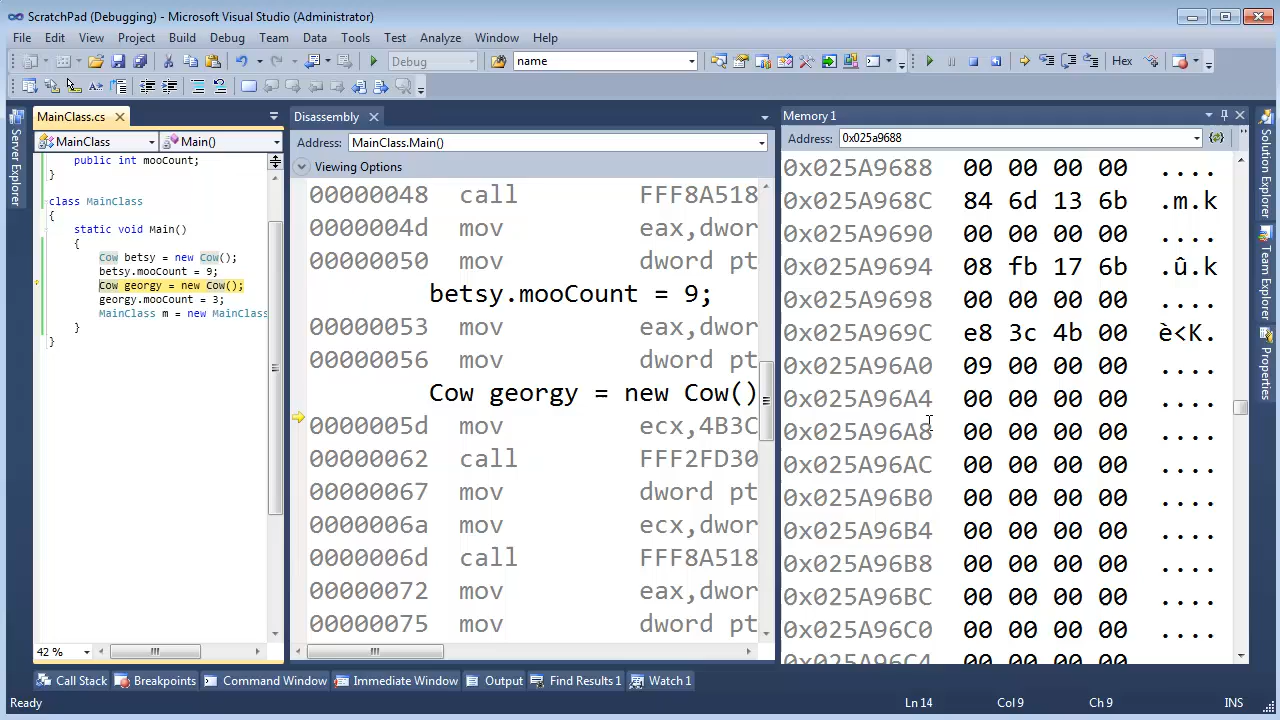 ScratchPad (Debugging) - Microsoft Visual Studio (Administrator)
File Edit View Project Build Debug Team Data Tools Test Analyze Window Help
Debug name Hex
MainClass.cs
MainClass Main()
public int mooCount;
}
class MainClass
{
static void Main()
{
Cow betsy = new Cow();
betsy.mooCount = 9;
Cow georgy = new Cow();
georgy.mooCount = 3;
MainClass m = new MainClass
}
}
42 %
Disassembly
Address: MainClass.Main()
Viewing Options
00000048 call FFF8A518
0000004d mov eax,dwor
00000050 mov dword pt
betsy.mooCount = 9;
00000053 mov eax,dwor
00000056 mov dword pt
Cow georgy = new Cow()
0000005d mov ecx,4B3C
00000062 call FFF2FD30
00000067 mov dword pt
0000006a mov ecx,dwor
0000006d call FFF8A518
00000072 mov eax,dwor
00000075 mov dword pt
Memory 1
Address: 0x025a9688
0x025A9688 00 00 00 00 ....
0x025A968C 84 6d 13 6b .m.k
0x025A9690 00 00 00 00 ....
0x025A9694 08 fb 17 6b .û.k
0x025A9698 00 00 00 00 ....
0x025A969C e8 3c 4b 00 è<K.
0x025A96A0 09 00 00 00 ....
0x025A96A4 00 00 00 00 ....
0x025A96A8 00 00 00 00 ....
0x025A96AC 00 00 00 00 ....
0x025A96B0 00 00 00 00 ....
0x025A96B4 00 00 00 00 ....
0x025A96B8 00 00 00 00 ....
0x025A96BC 00 00 00 00 ....
0x025A96C0 00 00 00 00 ....
0x025A96C4 00 00 00 00 ....
Server Explorer
Solution Explorer
Team Explorer
Properties
Call Stack Breakpoints Command Window Immediate Window Output Find Results 1 Watch 1
Ready Ln 14 Col 9 Ch 9 INS